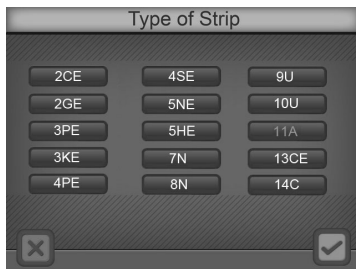 Type of Strip
2CE 4SE 9U
2GE 5NE 10U
3PE 5HE 11A
3KE 7N 13CE
4PE 8N 14C